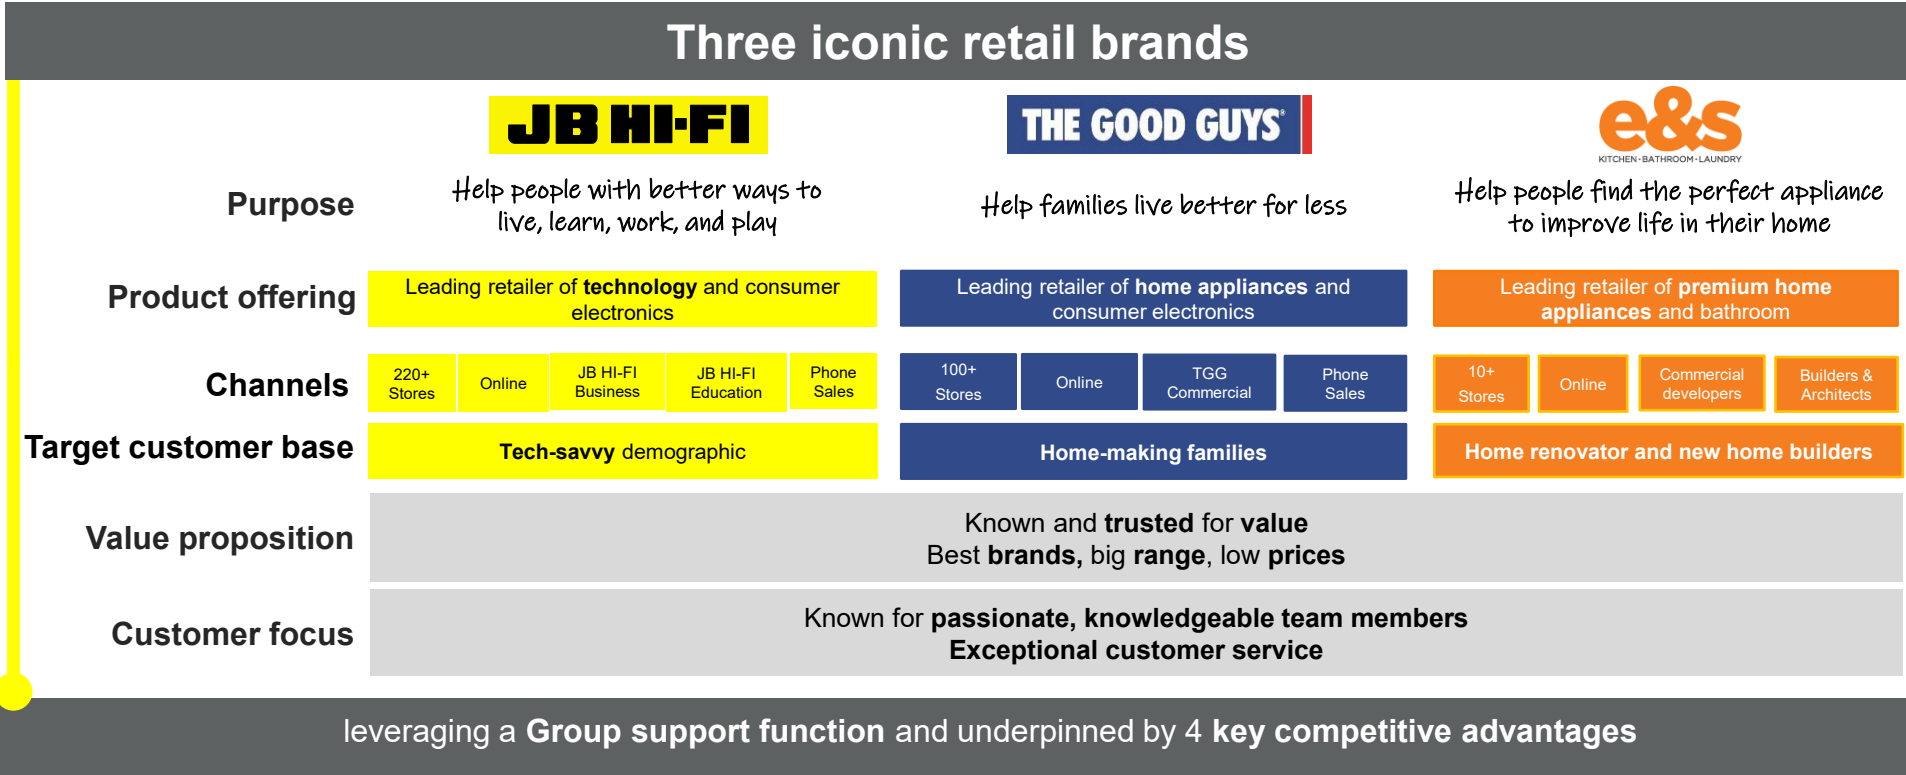 Three iconic retail brands
JB HI-FI
THE GOOD GUYS®
e&s
KITCHEN-BATHROOM-LAUNDRY
Purpose
Help people with better ways to
live, learn, work, and play
Help families live better for less
Help people find the perfect appliance
to improve life in their home
Product offering
Leading retailer of technology and consumer
electronics
Leading retailer of home appliances and
consumer electronics
Leading retailer of premium home
appliances and bathroom
Channels
220+
Stores
Online
JB HI-FI
Business
JB HI-FI
Education
Phone
Sales
100+
Stores
Online
TGG
Commercial
Phone
Sales
10+
Stores
Online
Commercial
developers
Builders &
Architects
Target customer base
Tech-savvy demographic
Home-making families
Home renovator and new home builders
Value proposition
Known and trusted for value
Best brands, big range, low prices
Customer focus
Known for passionate, knowledgeable team members
Exceptional customer service
leveraging a Group support function and underpinned by 4 key competitive advantages